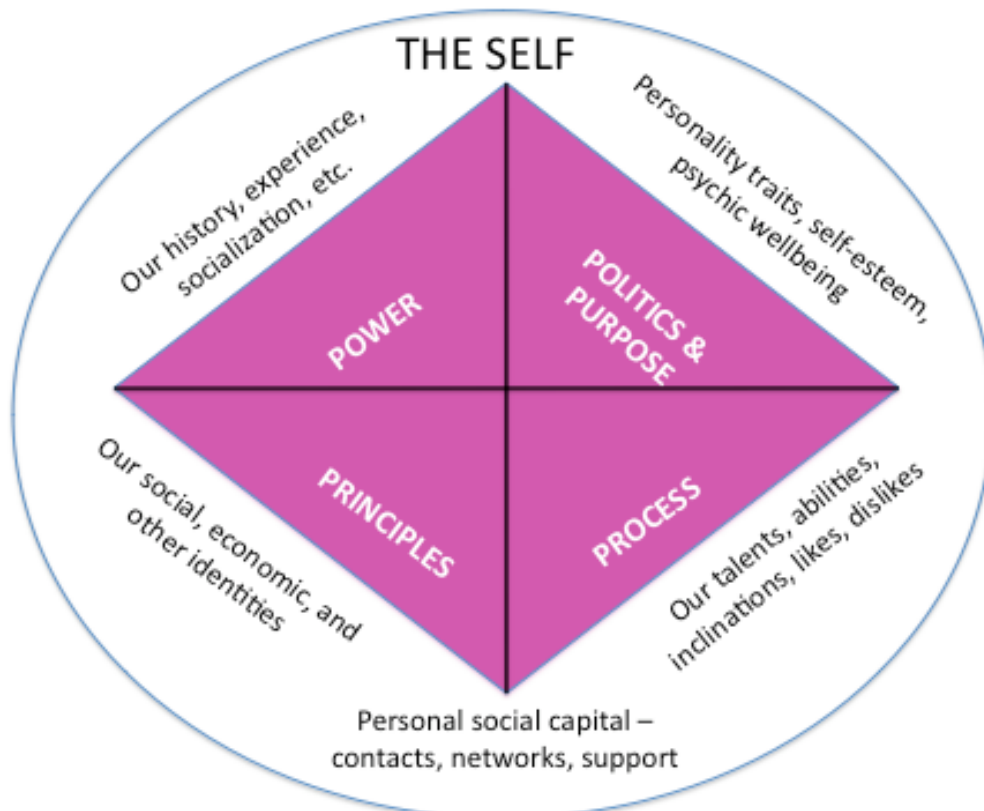 THE SELF
Our history, experience,
socialization, etc.
Personality traits, self-esteem,
psychic wellbeing
POWER
POLITICS &
PURPOSE
PRINCIPLES
PROCESS
Our social, economic, and
other identities
Our talents, abilities,
inclinations, likes, dislikes
Personal social capital –
contacts, networks, support